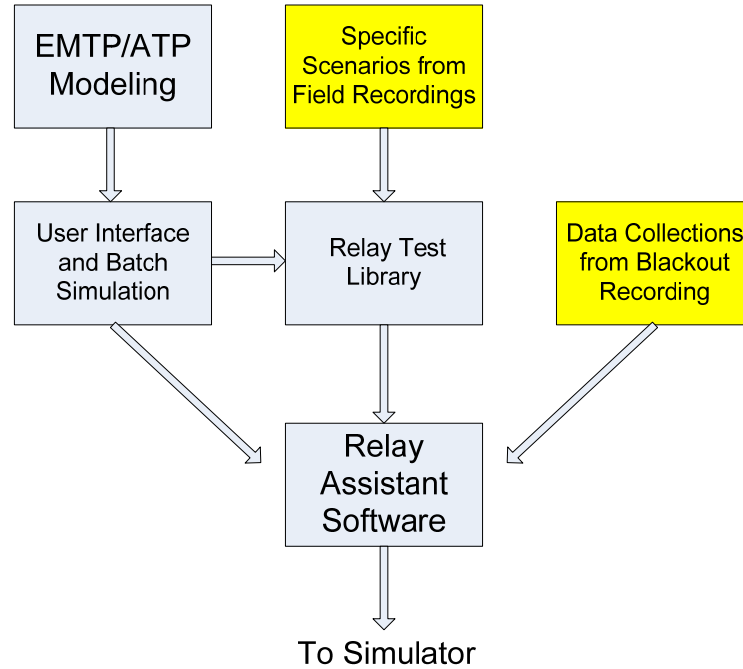 EMTP/ATP
Modeling
Specific
Scenarios from
Field Recordings
User Interface
and Batch
Simulation
Relay Test
Library
Data Collections
from Blackout
Recording
Relay
Assistant
Software
To Simulator